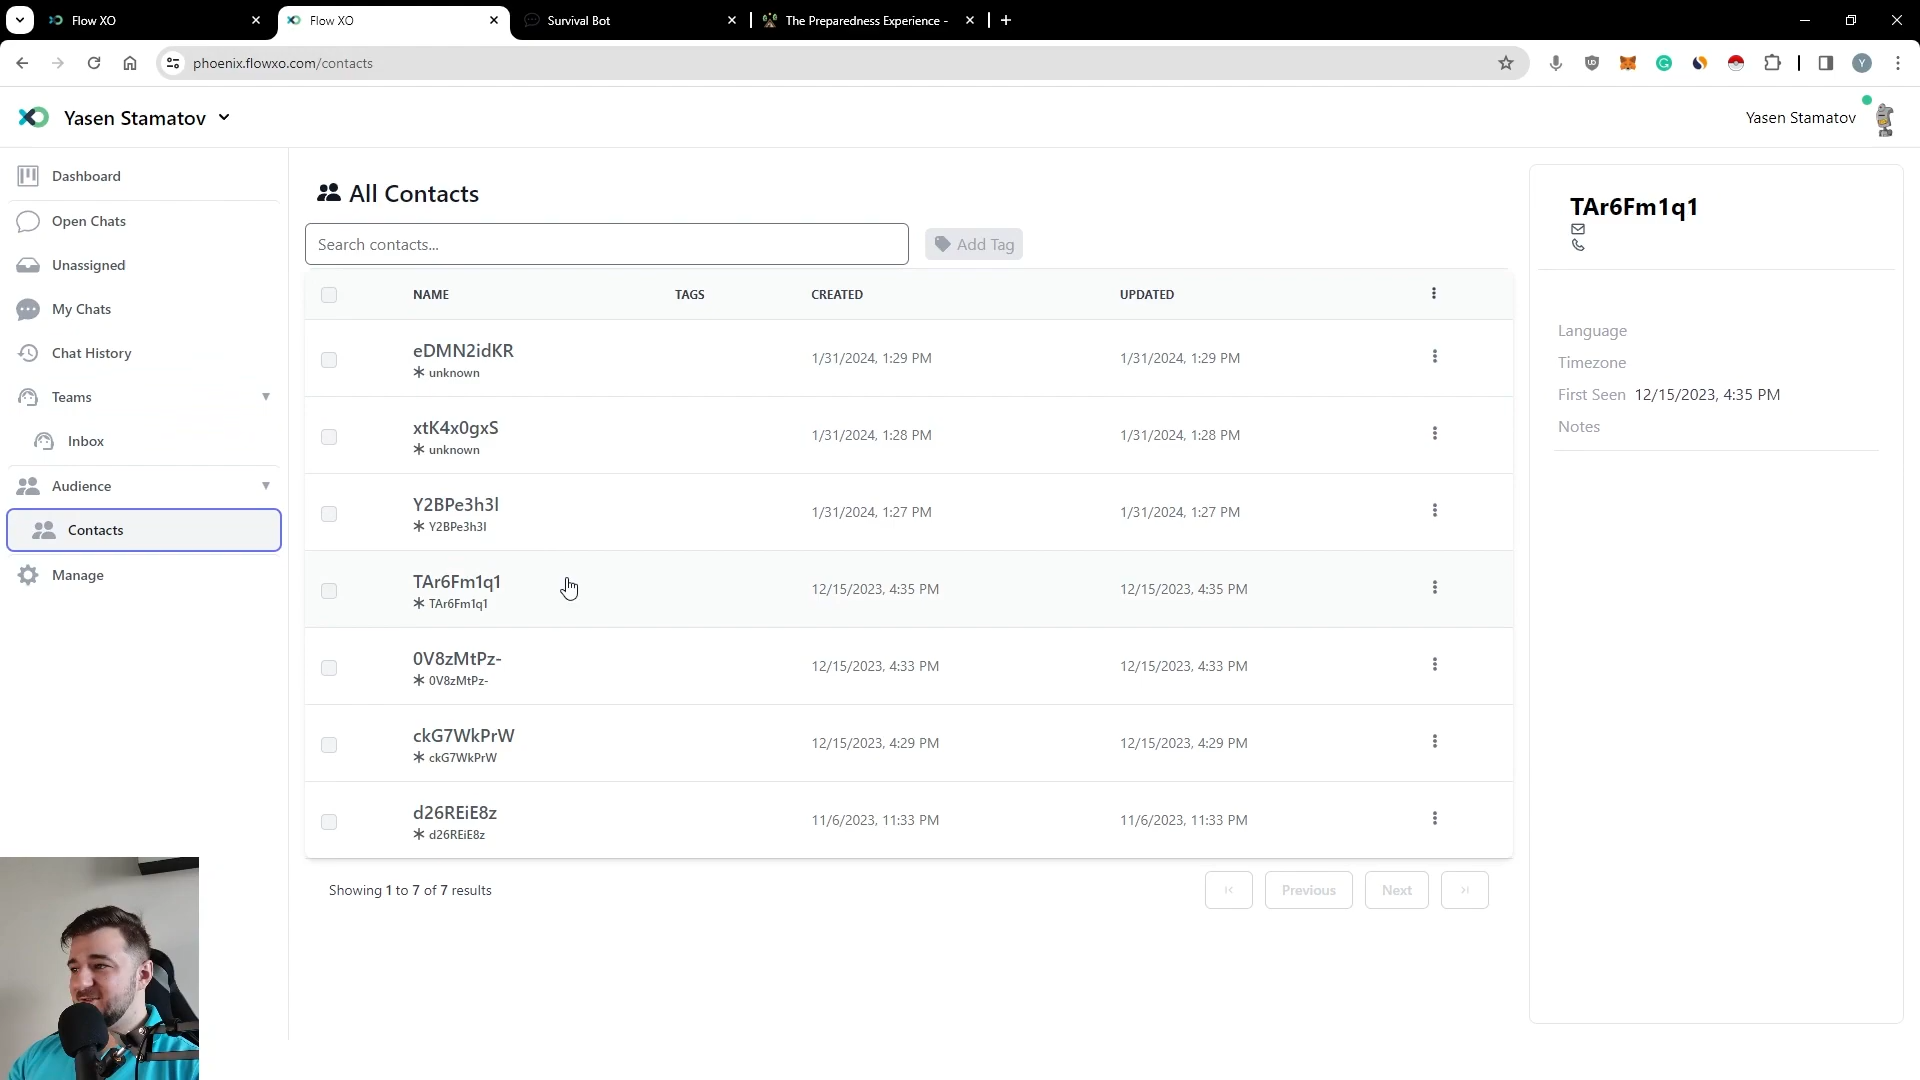 Flow XO
Flow XO
Survival Bot
The Preparedness Experience -
phoenix.flowxo.com/contacts
Y
Yasen Stamatov
Yasen Stamatov
Dashboard
Open Chats
Unassigned
My Chats
Chat History
Teams
Inbox
Audience
Contacts
Manage
All Contacts
Search contacts...
Add Tag
NAME TAGS CREATED UPDATED
eDMN2idKR
unknown
1/31/2024, 1:29 PM 1/31/2024, 1:29 PM
xtK4x0gxS
unknown
1/31/2024, 1:28 PM 1/31/2024, 1:28 PM
Y2BPe3h3l
Y2BPe3h3l
1/31/2024, 1:27 PM 1/31/2024, 1:27 PM
TAr6Fm1q1
TAr6Fm1q1
12/15/2023, 4:35 PM 12/15/2023, 4:35 PM
0V8zMtPz-
0V8zMtPz-
12/15/2023, 4:33 PM 12/15/2023, 4:33 PM
ckG7WkPrW
ckG7WkPrW
12/15/2023, 4:29 PM 12/15/2023, 4:29 PM
d26REiE8z
d26REiE8z
11/6/2023, 11:33 PM 11/6/2023, 11:33 PM
Showing 1 to 7 of 7 results
Previous
Next
TAr6Fm1q1
Language
Timezone
First Seen 12/15/2023, 4:35 PM
Notes